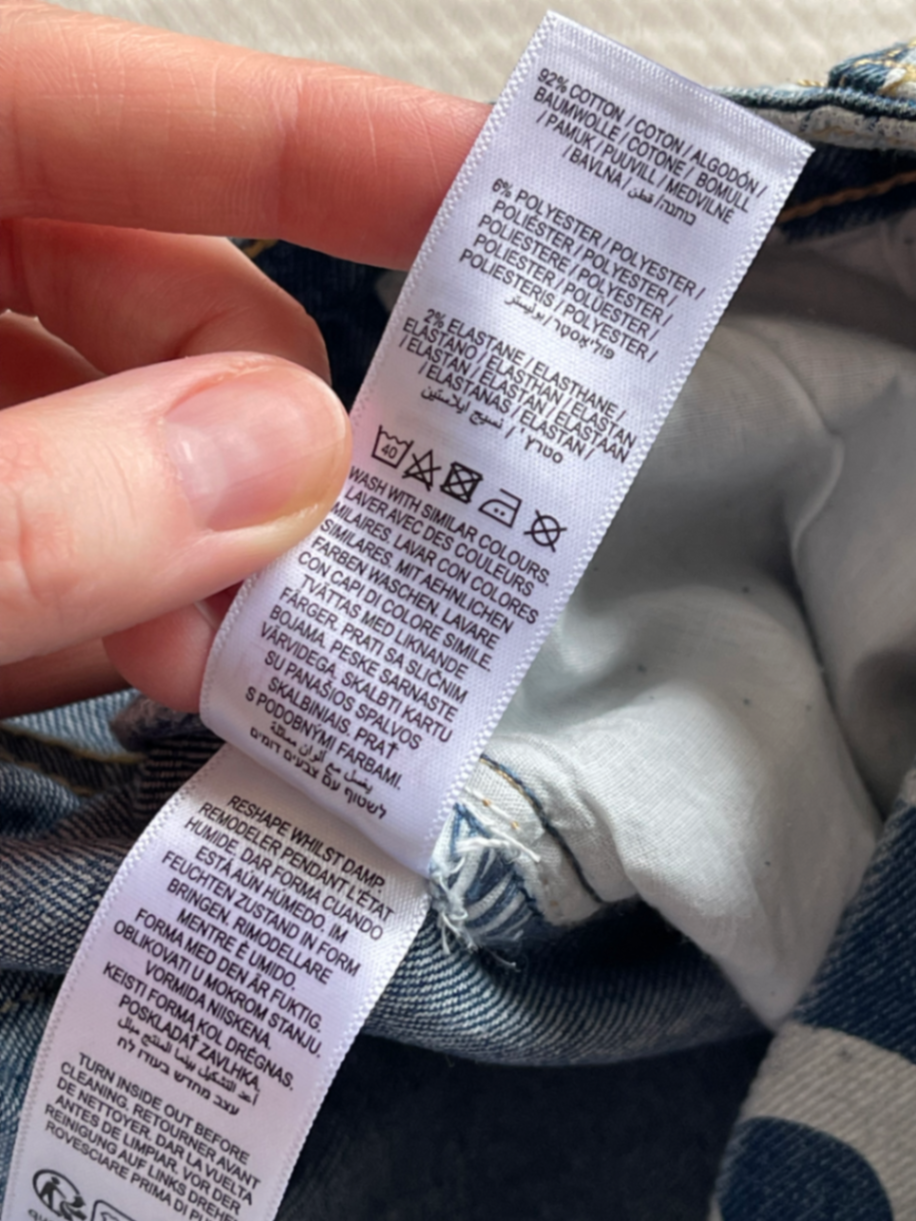 92% COTTON / COTON / ALGODÓN /
BAUMWOLLE / COTONE / BOMULL
/ PAMUK / PUUVILL / MEDVILNĖ
/ BAVLNA / قطن / כותנה
6% POLYESTER / POLYESTER /
POLIÉSTER / POLYESTER /
POLIESTERE / POLYESTER /
POLIESTER / POLÜESTER /
POLIESTERIS / POLYESTER /
פוליאסטר / بوليستر
2% ELASTANE / ELASTHANE /
ELASTANO / ELASTHAN / ELASTAN
/ ELASTAN / ELASTAN / ELASTAAN
/ ELASTANAS / ELASTAN /
نسيج ايلاستين / סטרץ'
40
WASH WITH SIMILAR COLOURS.
LAVER AVEC DES COULEURS
MILAIRES. LAVAR CON COLORES
SIMILARES. MIT AEHNLICHEN
FARBEN WASCHEN. LAVARE
CON CAPI DI COLORE SIMILE.
TVÄTTAS MED LIKNANDE
FÄRGER. PRATI SA SLIČNIM
BOJAMA. PESKE SARNASTE
VÄRVIDEGA. SKALBTI KARTU
SU PANAŠIOS SPALVOS
SKALBINIAIS. PRAŤ
S PODOBNÝMI FARBAMI.
يغسل مع ألوان مماثلة
לשטוף עם צבעים דומים
RESHAPE WHILST DAMP.
REMODELER PENDANT L'ÉTAT
HUMIDE. DAR FORMA CUANDO
ESTÁ AÚN HÚMEDO. IM
FEUCHTEN ZUSTAND IN FORM
BRINGEN. RIMODELLARE
MENTRE È UMIDO.
FORMA MED DEN ÄR FUKTIG.
OBLIKOVATI U MOKROM STANJU.
VORMIDA NIISKENA.
KEISTI FORMĄ KOL DRĖGNAS.
POSKLADAŤ ZAVLHKA.
أعد التشكيل بينما المنتج مبلل
עצב מחדש בעודו לח
TURN INSIDE OUT BEFORE
CLEANING. RETOURNER AVANT
DE NETTOYER. DAR LA VUELTA
ANTES DE LIMPIAR. VOR DER
REINIGUNG AUF LINKS DREHE
ROVESCIARE PRIMA DI